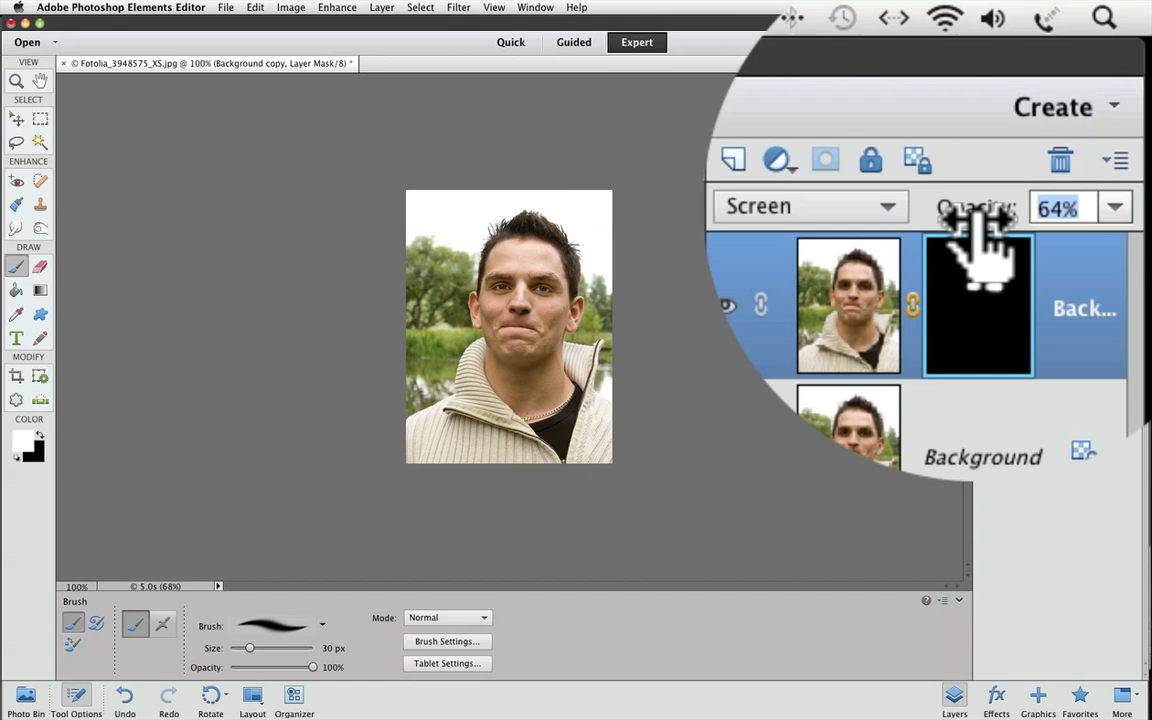 Adobe Photoshop Elements Editor File Edit Image Enhance Layer Select Filter View Window Help
Open Quick Guided Expert Create
VIEW
× © Fotolia_3948575_XS.jpg @ 100% (Background copy, Layer Mask/8) *
SELECT
ENHANCE
DRAW
MODIFY
COLOR
Screen Opacity: 64%
Back...
Background
100% © 5.0s (68%)
Brush
Brush: Mode: Normal
Size: 30 px Brush Settings...
Opacity: 100% Tablet Settings...
Photo Bin Tool Options Undo Redo Rotate Layout Organizer Layers Effects Graphics Favorites More